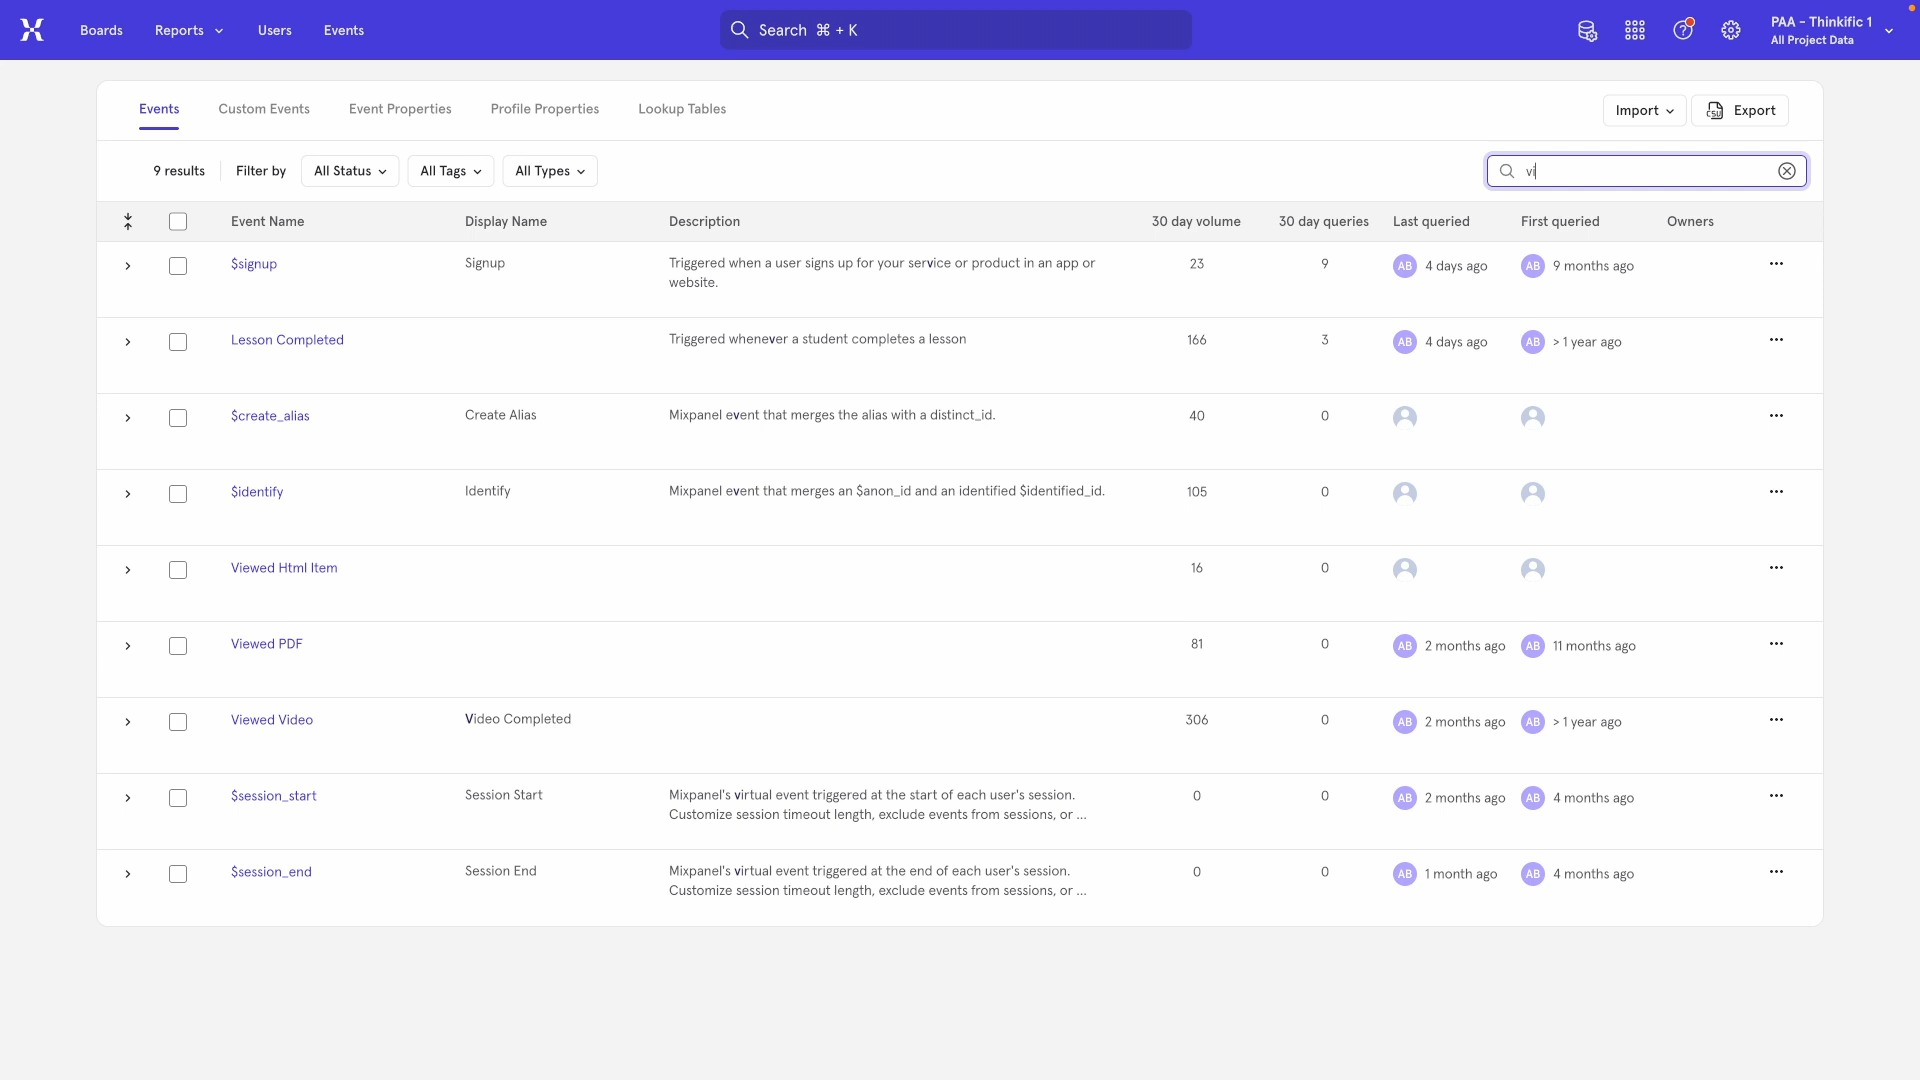 Boards
Reports
Users
Events
Search ⌘ + K
PAA - Thinkific 1
All Project Data
Events
Custom Events
Event Properties
Profile Properties
Lookup Tables
Import
CSV
Export
9 results
Filter by
All Status
All Tags
All Types
vi
Event Name
Display Name
Description
30 day volume
30 day queries
Last queried
First queried
Owners
$signup
Signup
Triggered when a user signs up for your service or product in an app or
website.
23
9
AB 4 days ago
AB 9 months ago
Lesson Completed
Triggered whenever a student completes a lesson
166
3
AB 4 days ago
AB > 1 year ago
$create_alias
Create Alias
Mixpanel event that merges the alias with a distinct_id.
40
0
$identify
Identify
Mixpanel event that merges an $anon_id and an identified $identified_id.
105
0
Viewed Html Item
16
0
Viewed PDF
81
0
AB 2 months ago
AB 11 months ago
Viewed Video
Video Completed
306
0
AB 2 months ago
AB > 1 year ago
$session_start
Session Start
Mixpanel's virtual event triggered at the start of each user's session.
Customize session timeout length, exclude events from sessions, or ...
0
0
AB 2 months ago
AB 4 months ago
$session_end
Session End
Mixpanel's virtual event triggered at the end of each user's session.
Customize session timeout length, exclude events from sessions, or ...
0
0
AB 1 month ago
AB 4 months ago